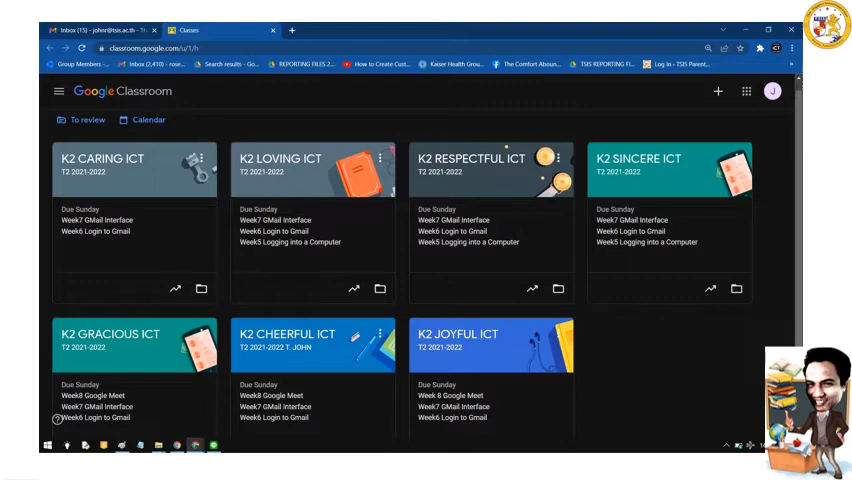 Inbox (15) - johnr@tsis.ac.th - Th
Classes
classroom.google.com/u/1/h
Group Members -...
Inbox (2,410) - rose...
Search results - Go...
REPORTING FILES 2...
How to Create Cust...
Kaiser Health Grou...
The Comfort Aboun...
TSIS REPORTING FI...
Log In ‹ TSIS Parent...
Google Classroom
J
To review
Calendar
K2 CARING ICT
T2 2021-2022
Due Sunday
Week7 GMail Interface
Week6 Login to Gmail
K2 LOVING ICT
T2 2021-2022
Due Sunday
Week7 GMail Interface
Week6 Login to Gmail
Week5 Logging into a Computer
K2 RESPECTFUL ICT
T2 2021-2022
Due Sunday
Week7 GMail Interface
Week6 Login to Gmail
Week5 Logging into a Computer
K2 SINCERE ICT
T2 2021-2022
Due Sunday
Week7 GMail Interface
Week6 Login to Gmail
Week5 Logging into a Computer
K2 GRACIOUS ICT
T2 2021-2022
Due Sunday
Week8 Google Meet
Week7 GMail Interface
Week6 Login to Gmail
K2 CHEERFUL ICT
T2 2021-2022 T. JOHN
Due Sunday
Week8 Google Meet
Week7 GMail Interface
Week6 Login to Gmail
K2 JOYFUL ICT
T2 2021-2022
Due Sunday
Week 8 Google Meet
Week7 GMail Interface
Week6 Login to Gmail